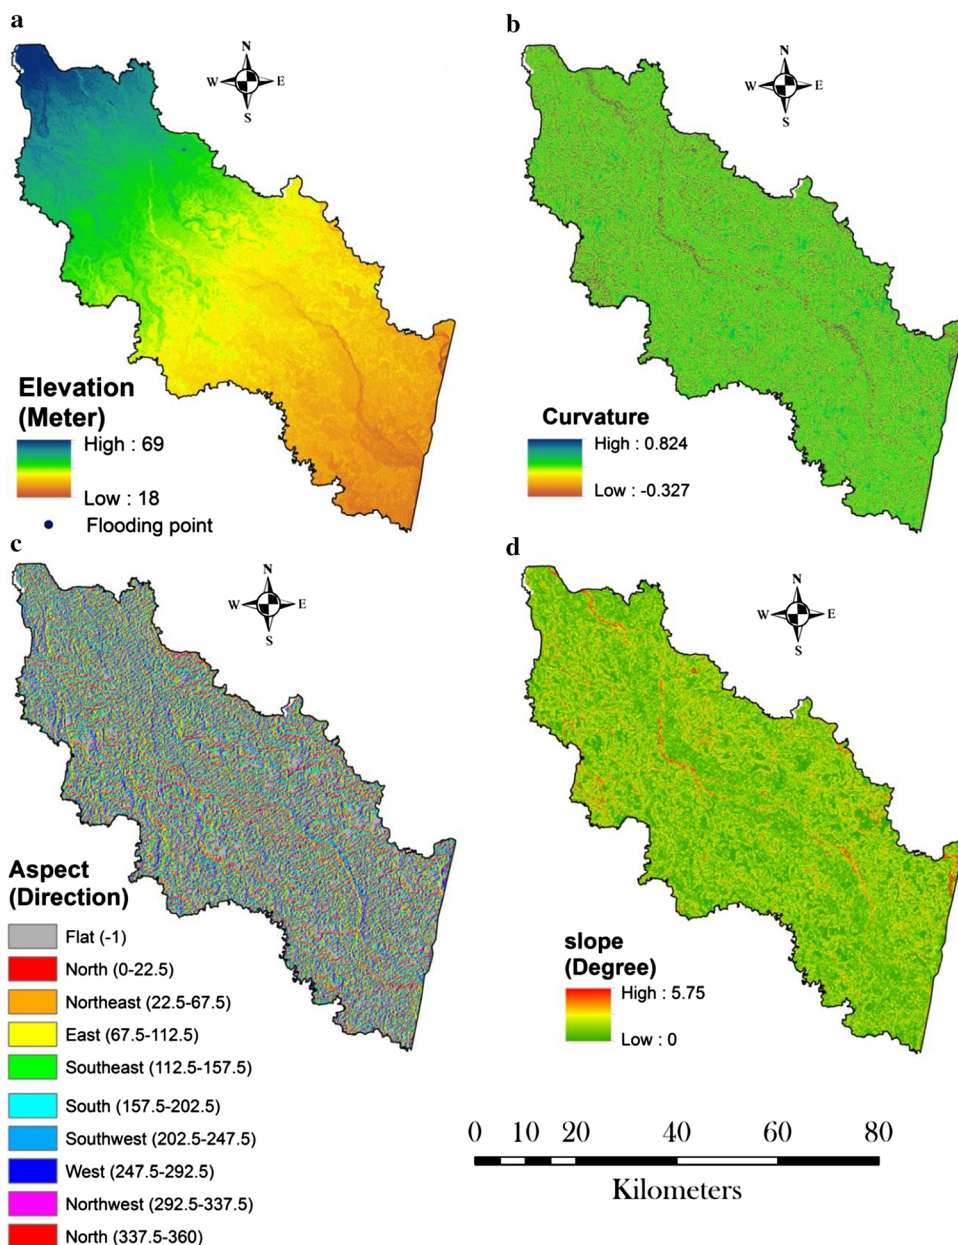 a
N
W E
S
Elevation
(Meter)
High : 69
Low : 18
Flooding point
b
N
W E
S
Curvature
High : 0.824
Low : -0.327
c
N
W E
S
Aspect
(Direction)
Flat (-1)
North (0-22.5)
Northeast (22.5-67.5)
East (67.5-112.5)
Southeast (112.5-157.5)
South (157.5-202.5)
Southwest (202.5-247.5)
West (247.5-292.5)
Northwest (292.5-337.5)
North (337.5-360)
d
N
W E
S
slope
(Degree)
High : 5.75
Low : 0
0 10 20 40 60 80
Kilometers